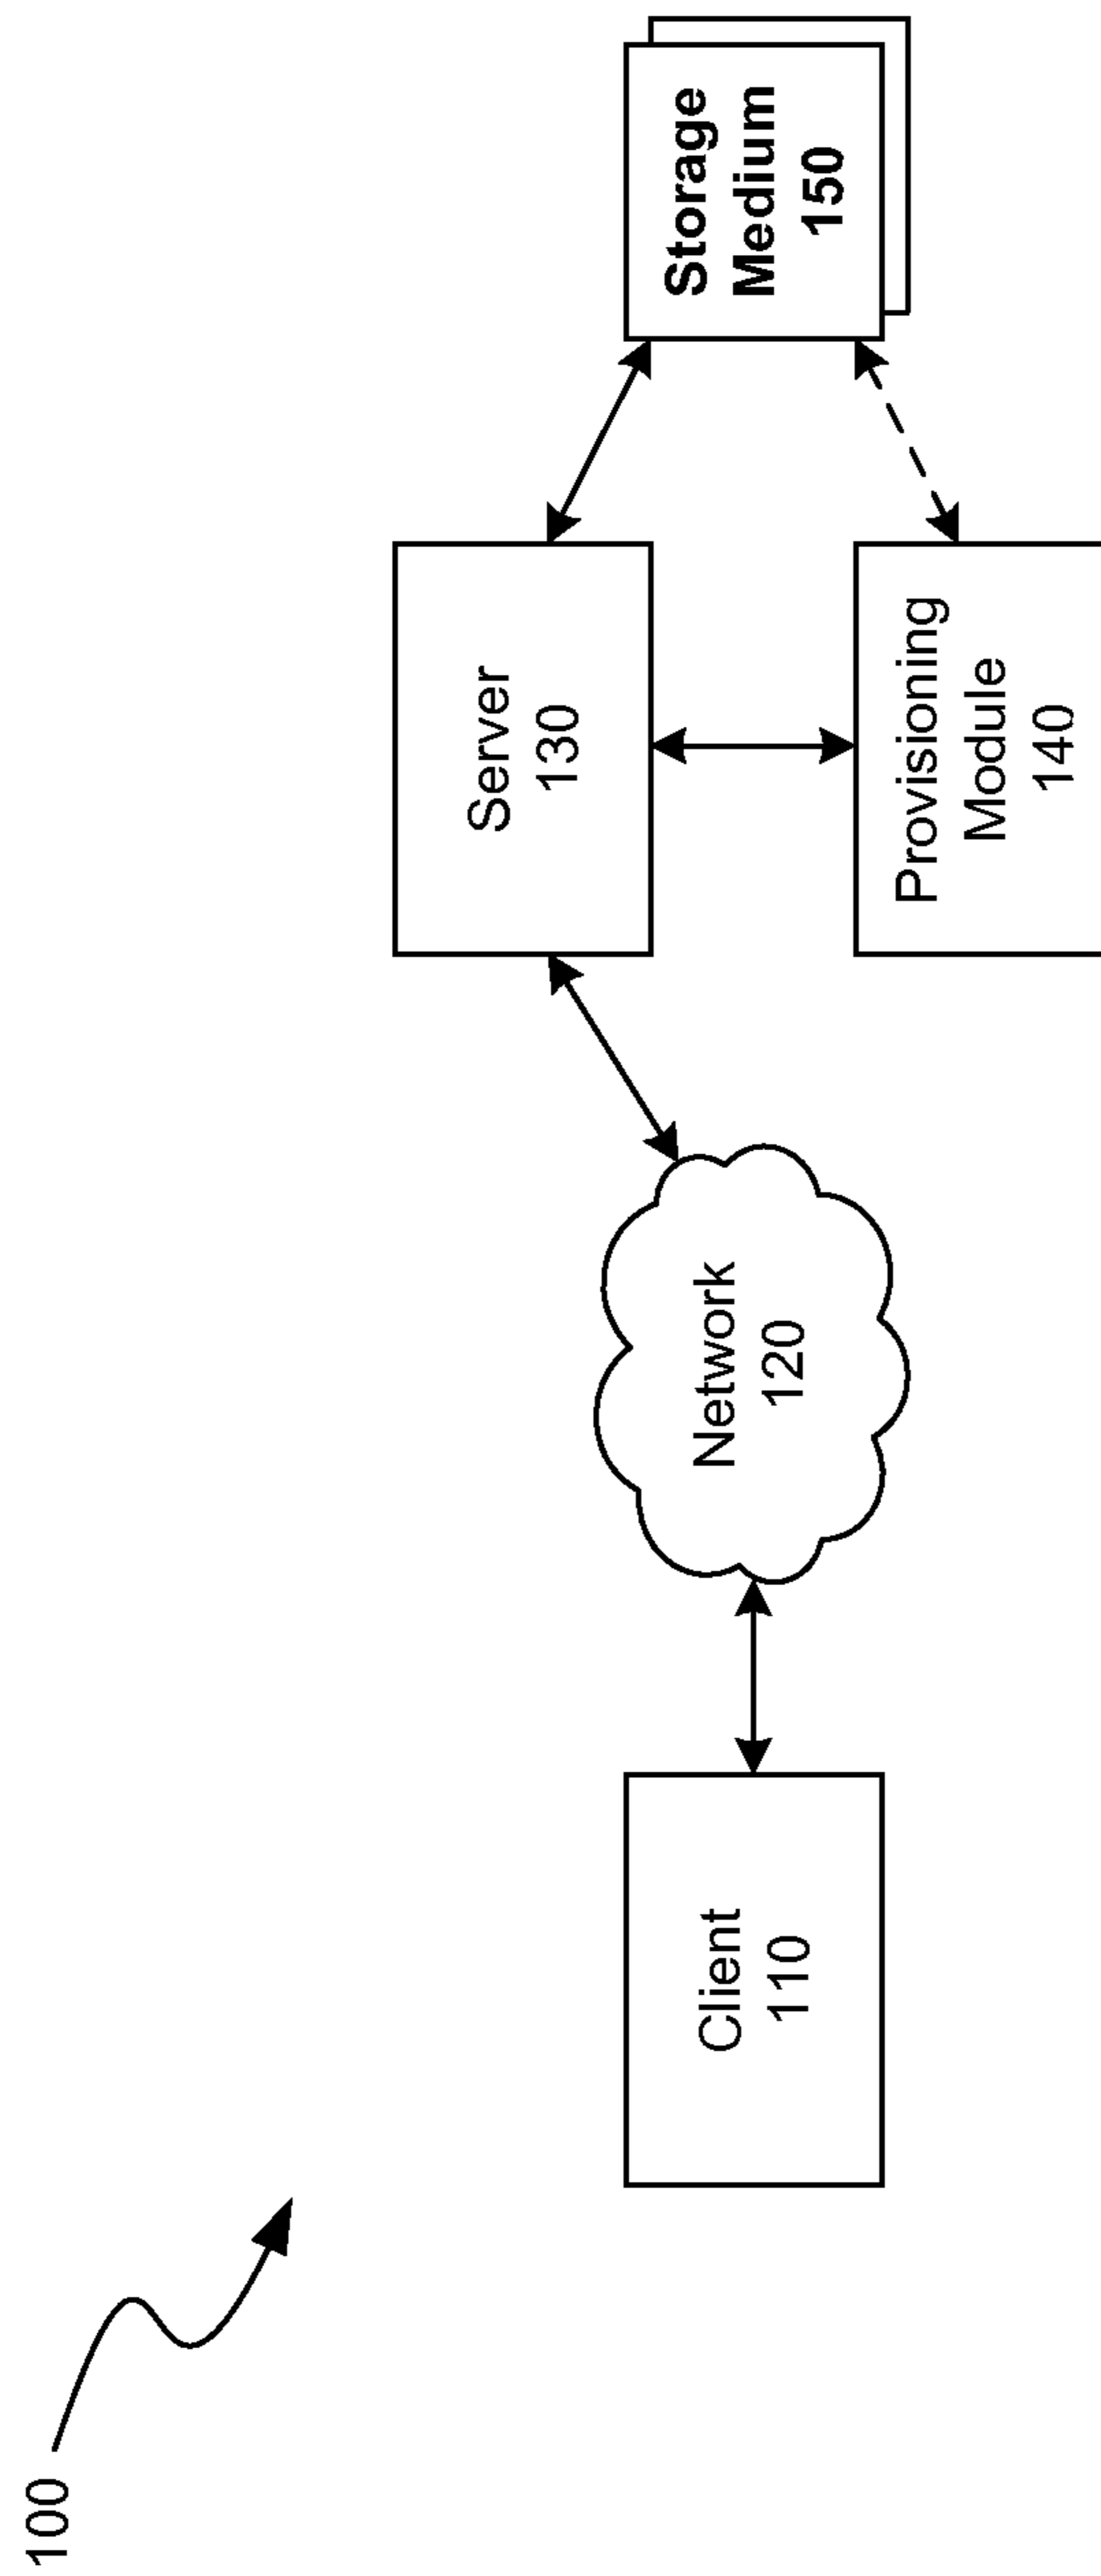 100
Client
110
Network
120
Server
130
Provisioning
Module
140
Storage
Medium
150